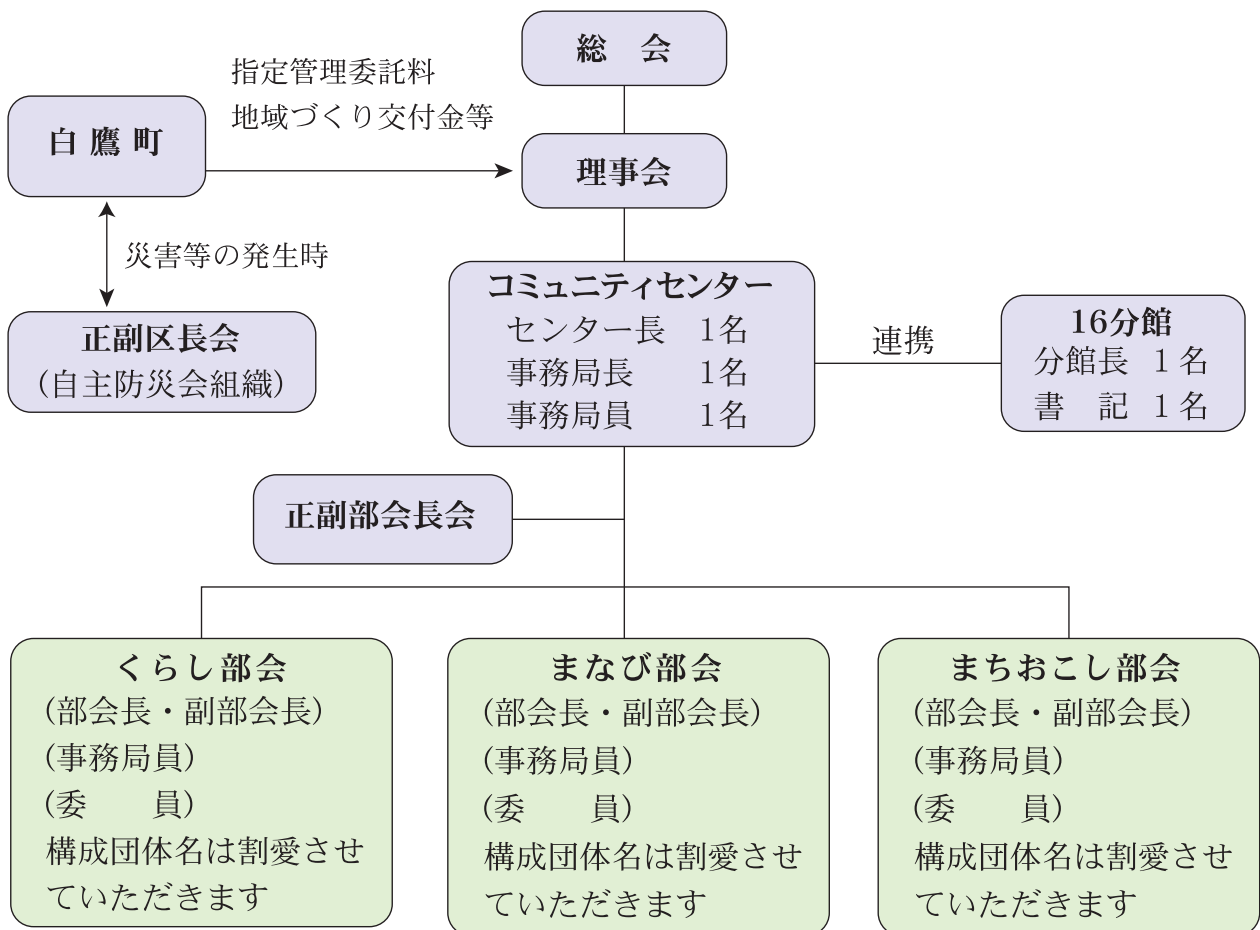 総　会
指定管理委託料
地域づくり交付金等
白 鷹 町
理事会
災害等の発生時
正副区長会
(自主防災会組織)
コミュニティセンター
センター長　1名
事務局長　　1名
事務局員　　1名
連携
16分館
分館長　1名
書　記　1名
正副部会長会
くらし部会
(部会長・副部会長)
(事務局員)
(委　　員)
構成団体名は割愛させ
ていただきます
まなび部会
(部会長・副部会長)
(事務局員)
(委　　員)
構成団体名は割愛させ
ていただきます
まちおこし部会
(部会長・副部会長)
(事務局員)
(委　　員)
構成団体名は割愛させ
ていただきます